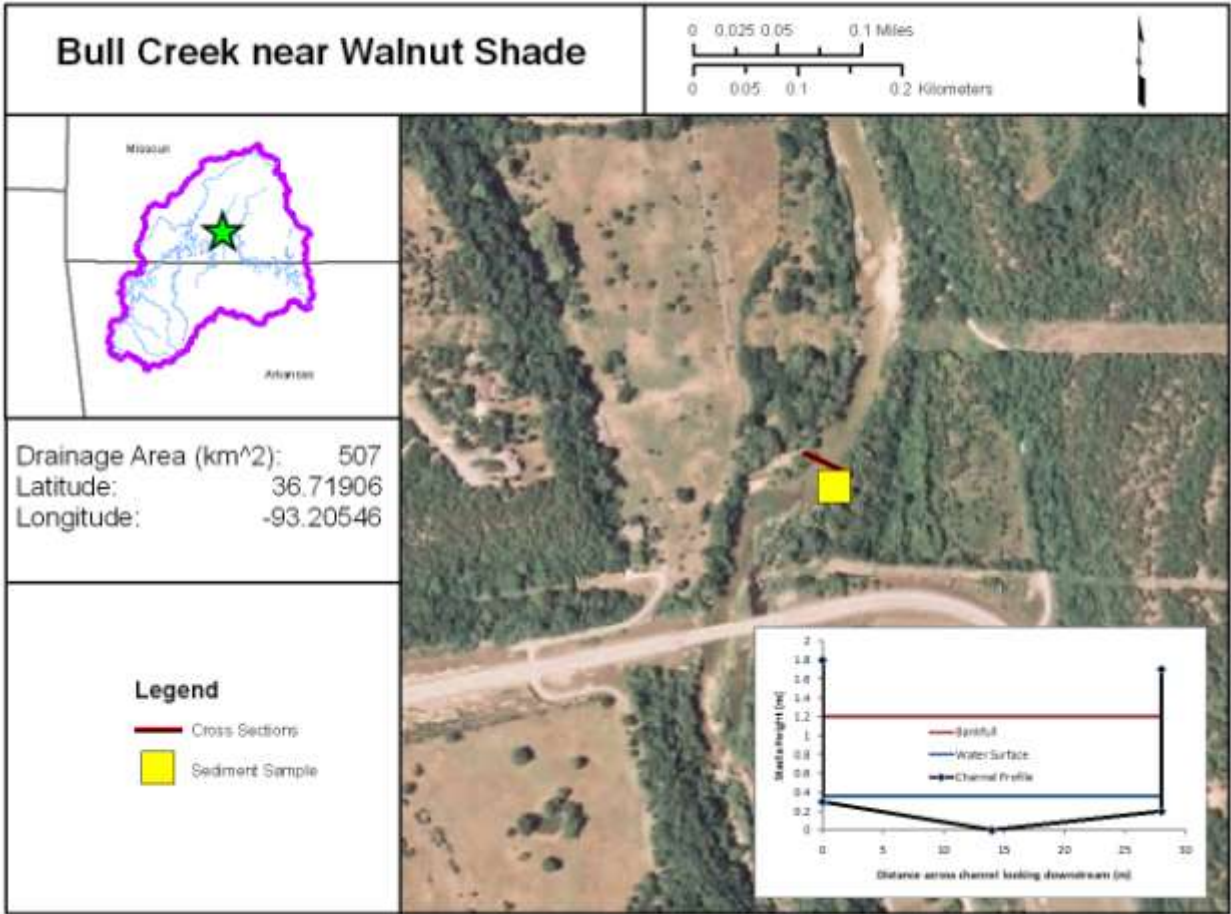 Bull Creek near Walnut Shade
0 0.025 0.05 0.1 Miles
0 0.05 0.1 0.2 Kilometers
Missouri
Arkansas
Drainage Area (km^2): 507
Latitude: 36.71906
Longitude: -93.20546
Legend
Cross Sections
Sediment Sample
2
1.8
1.6
1.4
1.2
1
0.8
0.6
0.4
0.2
0
Height (m)
Bankfull
Water Surface
Channel Profile
0 5 10 15 20 25 30
Distance across channel looking downstream (m)